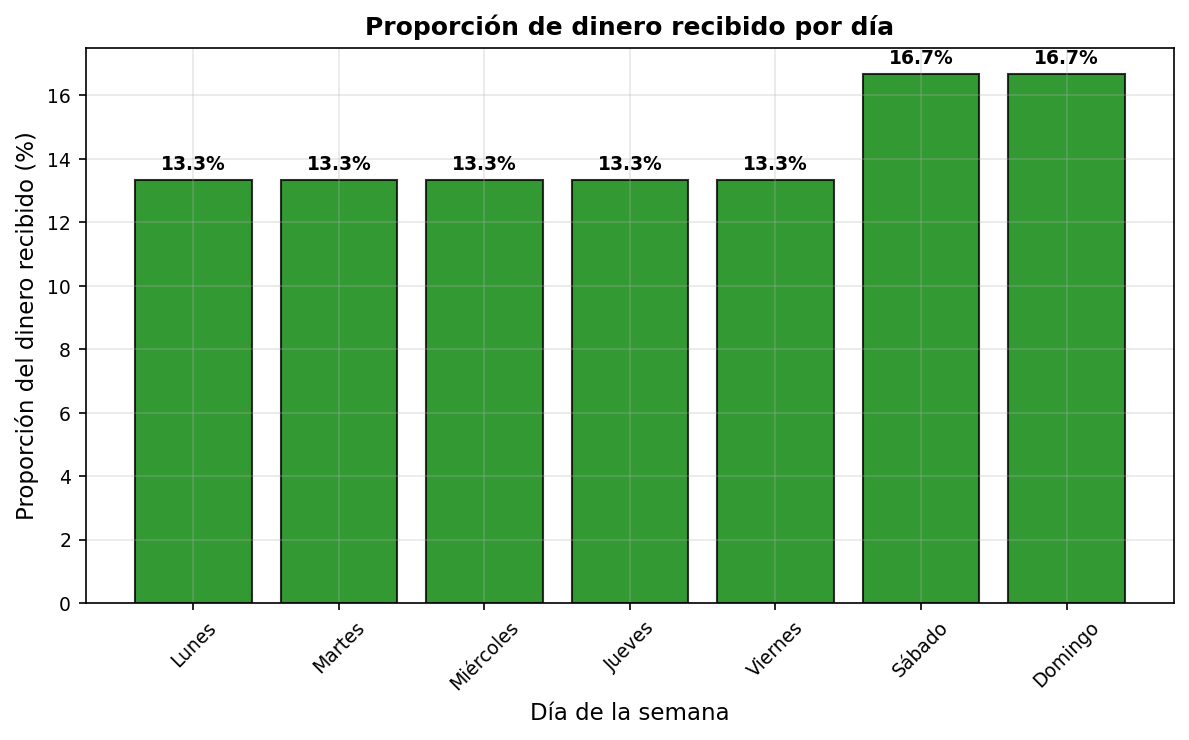 Proporción de dinero recibido por día
Proporción del dinero recibido (%)
16
14
12
10
8
6
4
2
0
13.3%
13.3%
13.3%
13.3%
13.3%
16.7%
16.7%
Lunes
Martes
Miércoles
Jueves
Viernes
Sábado
Domingo
Día de la semana